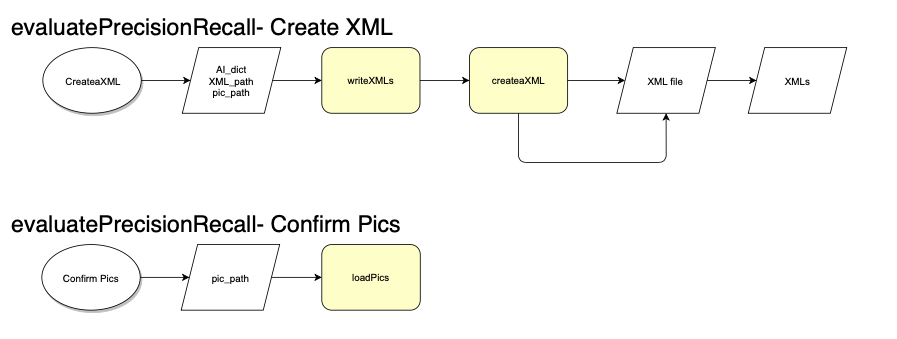 evaluatePrecisionRecall- Create XML
CreateaXML
AI_dict
XML_path
pic_path
writeXMLs
createaXML
XML file
XMLs
evaluatePrecisionRecall- Confirm Pics
Confirm Pics
pic_path
loadPics